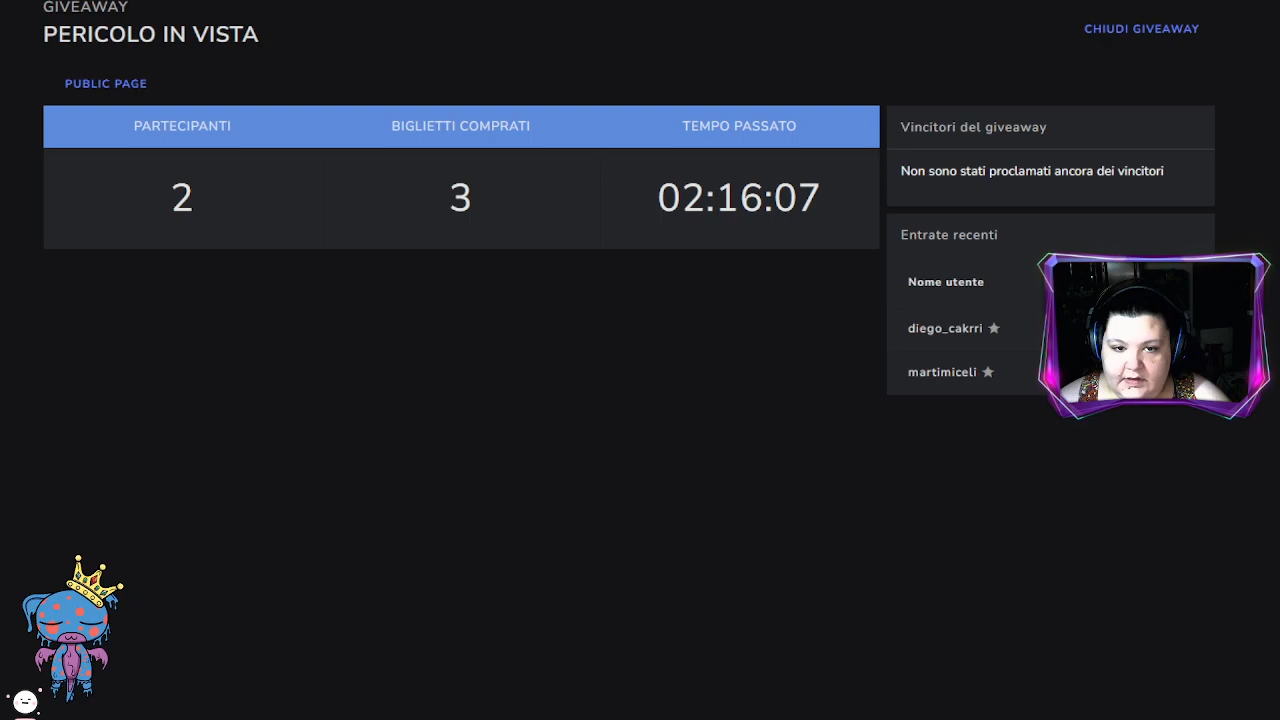 GIVEAWAY
PERICOLO IN VISTA
CHIUDI GIVEAWAY
PUBLIC PAGE
PARTECIPANTI BIGLIETTI COMPRATI TEMPO PASSATO
2 3 02:16:07
Vincitori del giveaway
Non sono stati proclamati ancora dei vincitori
Entrate recenti
Nome utente
diego_cakrri
martimiceli